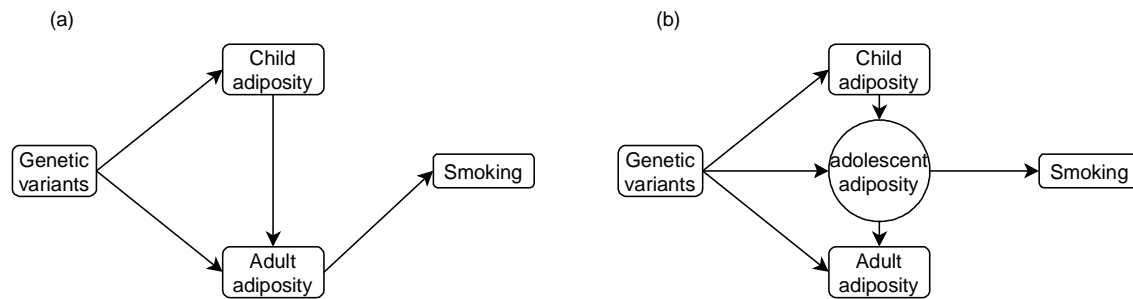 (a)
Child
adiposity
Genetic
variants
Smoking
Adult
adiposity
(b)
Child
adiposity
Genetic
variants
adolescent
adiposity
Smoking
Adult
adiposity